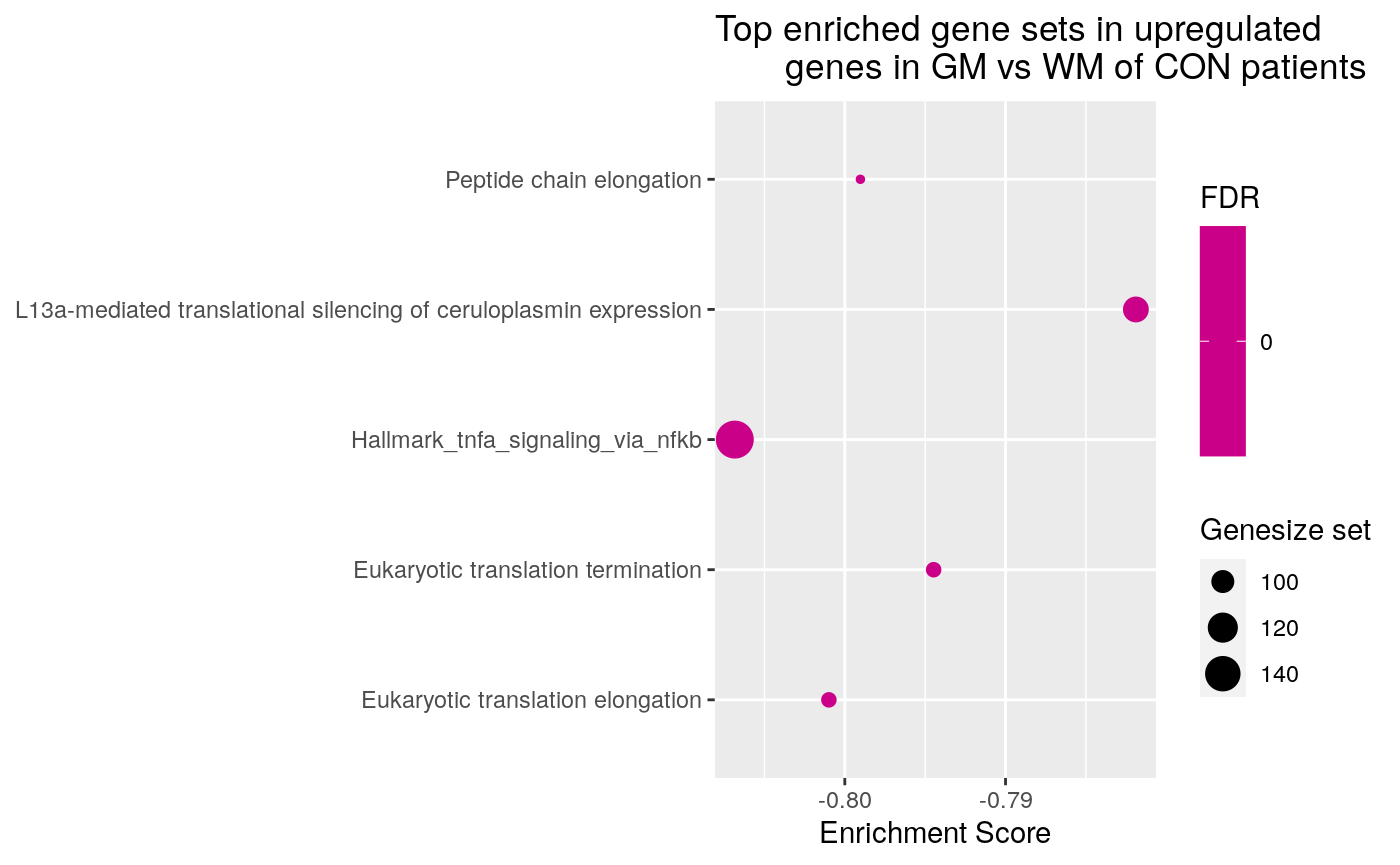 Top enriched gene sets in upregulated
genes in GM vs WM of CON patients
Peptide chain elongation
L13a-mediated translational silencing of ceruloplasmin expression
Hallmark_tnfa_signaling_via_nfkb
Eukaryotic translation termination
Eukaryotic translation elongation
-0.80
-0.79
Enrichment Score
FDR
0
Genesize set
100
120
140